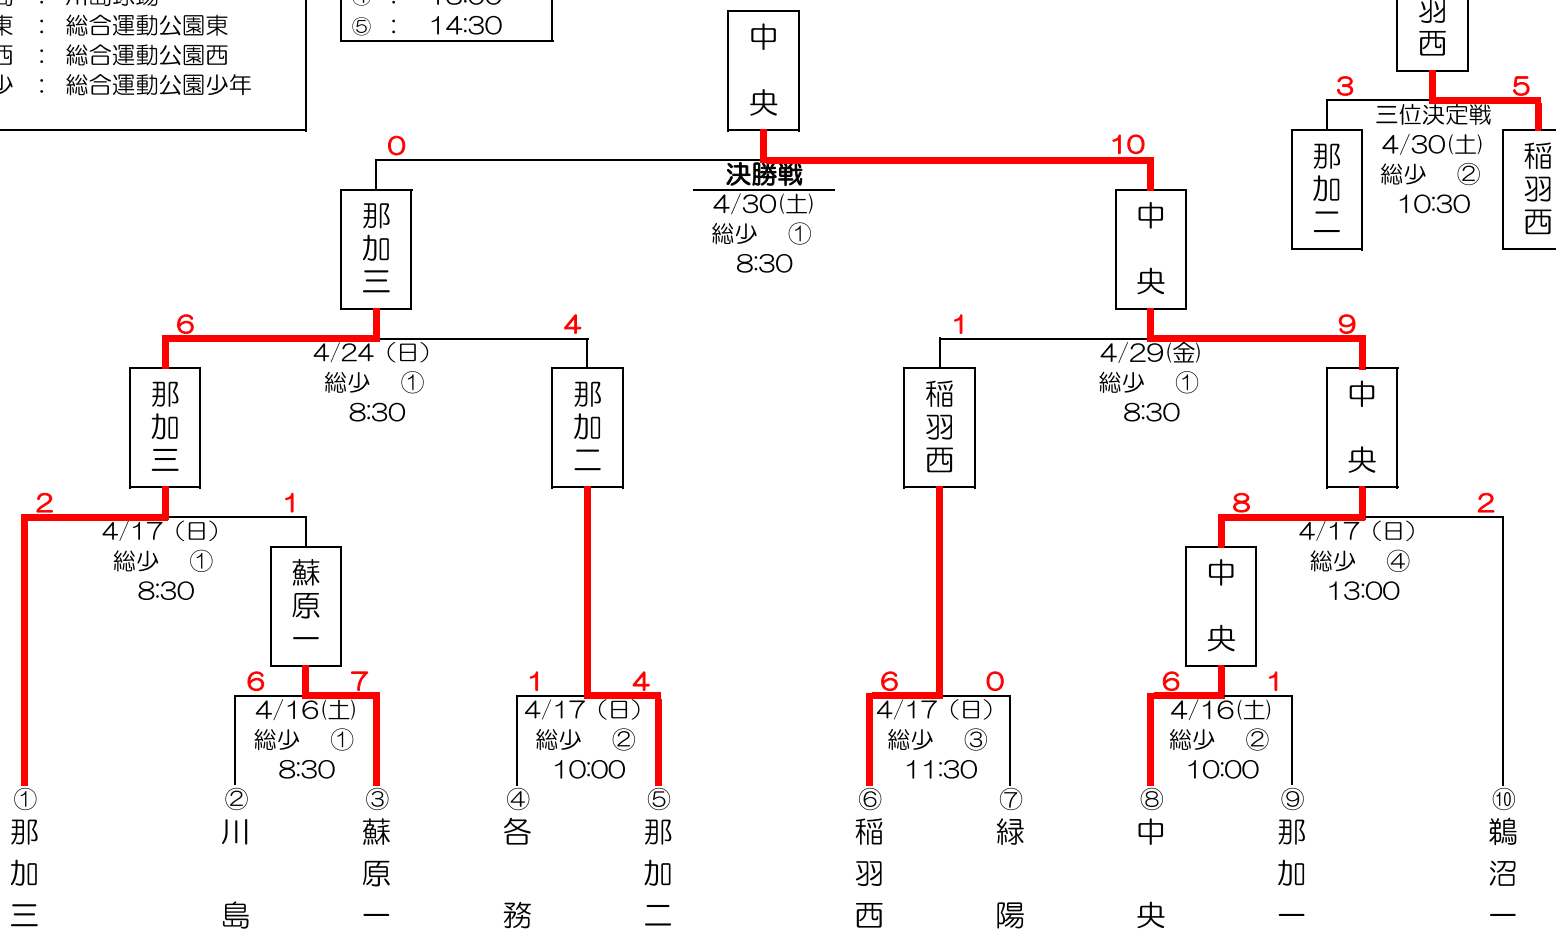 東 : 総合運動公園東
西 : 総合運動公園西
少 : 総合運動公園少年
⑤ : 14:30
中央
羽西
0
10
決勝戦
4/30(土)
総少 ①
8:30
3
5
三位決定戦
4/30(土)
総少 ②
10:30
那加二
稲羽西
那加三
中央
6
4
4/24 (日)
総少 ①
8:30
1
9
4/29(金)
総少 ①
8:30
那加三
那加二
稲羽西
中央
2
1
4/17 (日)
総少 ①
8:30
8
2
4/17 (日)
総少 ④
13:00
蘇原一
中央
6
7
4/16(土)
総少 ①
8:30
1
4
4/17 (日)
総少 ②
10:00
6
0
4/17 (日)
総少 ③
11:30
6
1
4/16(土)
総少 ②
10:00
① 那加三
② 川島
③ 蘇原一
④ 各務
⑤ 那加二
⑥ 稲羽西
⑦ 緑陽
⑧ 中央
⑨ 那加一
⑩ 鵜沼一